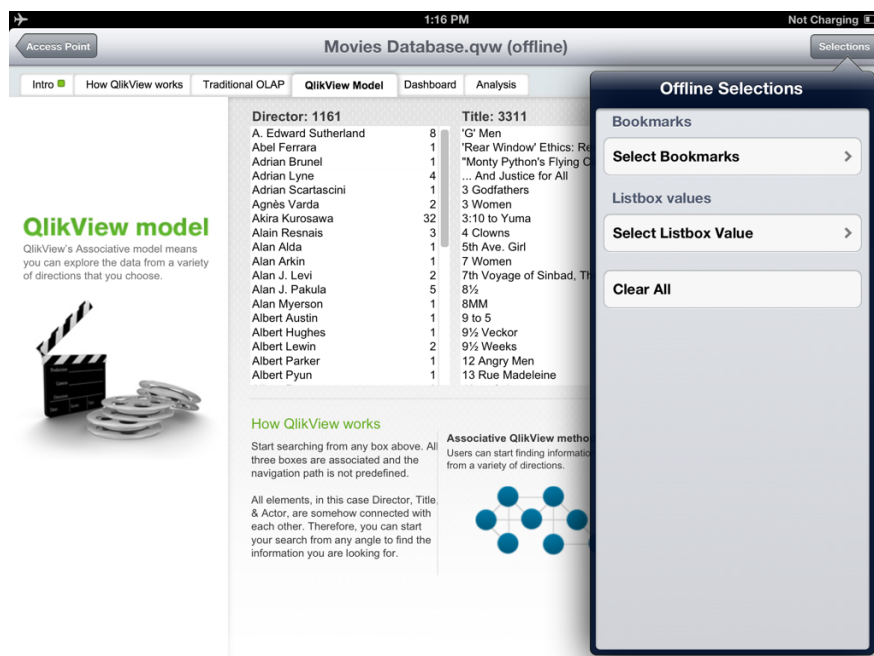 1:16 PM
Not Charging
Access Point
Movies Database.qvw (offline)
Selections
Intro
How QlikView works
Traditional OLAP
QlikView Model
Dashboard
Analysis
QlikView model
QlikView's Associative model means
you can explore the data from a variety
of directions that you choose.
Director: 1161
A. Edward Sutherland 8
Abel Ferrara 1
Adrian Brunel 1
Adrian Lyne 4
Adrian Scartascini 1
Agnès Varda 2
Akira Kurosawa 32
Alain Resnais 3
Alan Alda 1
Alan Arkin 1
Alan J. Levi 2
Alan J. Pakula 5
Alan Myerson 1
Albert Austin 1
Albert Hughes 1
Albert Lewin 2
Albert Parker 1
Albert Pyun 1
Title: 3311
'G' Men
'Rear Window' Ethics: Re
"Monty Python's Flying C
... And Justice for All
3 Godfathers
3 Women
3:10 to Yuma
4 Clowns
5th Ave. Girl
7 Women
7th Voyage of Sinbad, Th
8½
8MM
9 to 5
9½ Veckor
9½ Weeks
12 Angry Men
13 Rue Madeleine
How QlikView works
Start searching from any box above. All
three boxes are associated and the
navigation path is not predefined.
All elements, in this case Director, Title,
& Actor, are somehow connected with
each other. Therefore, you can start
your search from any angle to find the
information you are looking for.
Associative QlikView metho
Users can start finding informatio
from a variety of directions.
Offline Selections
Bookmarks
Select Bookmarks
Listbox values
Select Listbox Value
Clear All